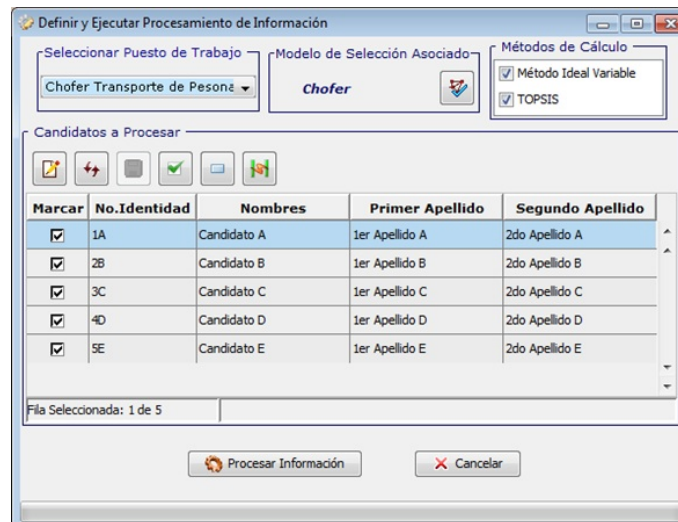 Definir y Ejecutar Procesamiento de Información
Seleccionar Puesto de Trabajo
Chofer Transporte de Pesona
Modelo de Selección Asociado
Chofer
Métodos de Cálculo
Método Ideal Variable
TOPSIS
Candidatos a Procesar
Marcar No.Identidad Nombres Primer Apellido Segundo Apellido
1A Candidato A 1er Apellido A 2do Apellido A
2B Candidato B 1er Apellido B 2do Apellido B
3C Candidato C 1er Apellido C 2do Apellido C
4D Candidato D 1er Apellido D 2do Apellido D
5E Candidato E 1er Apellido E 2do Apellido E
Fila Seleccionada: 1 de 5
Procesar Información Cancelar